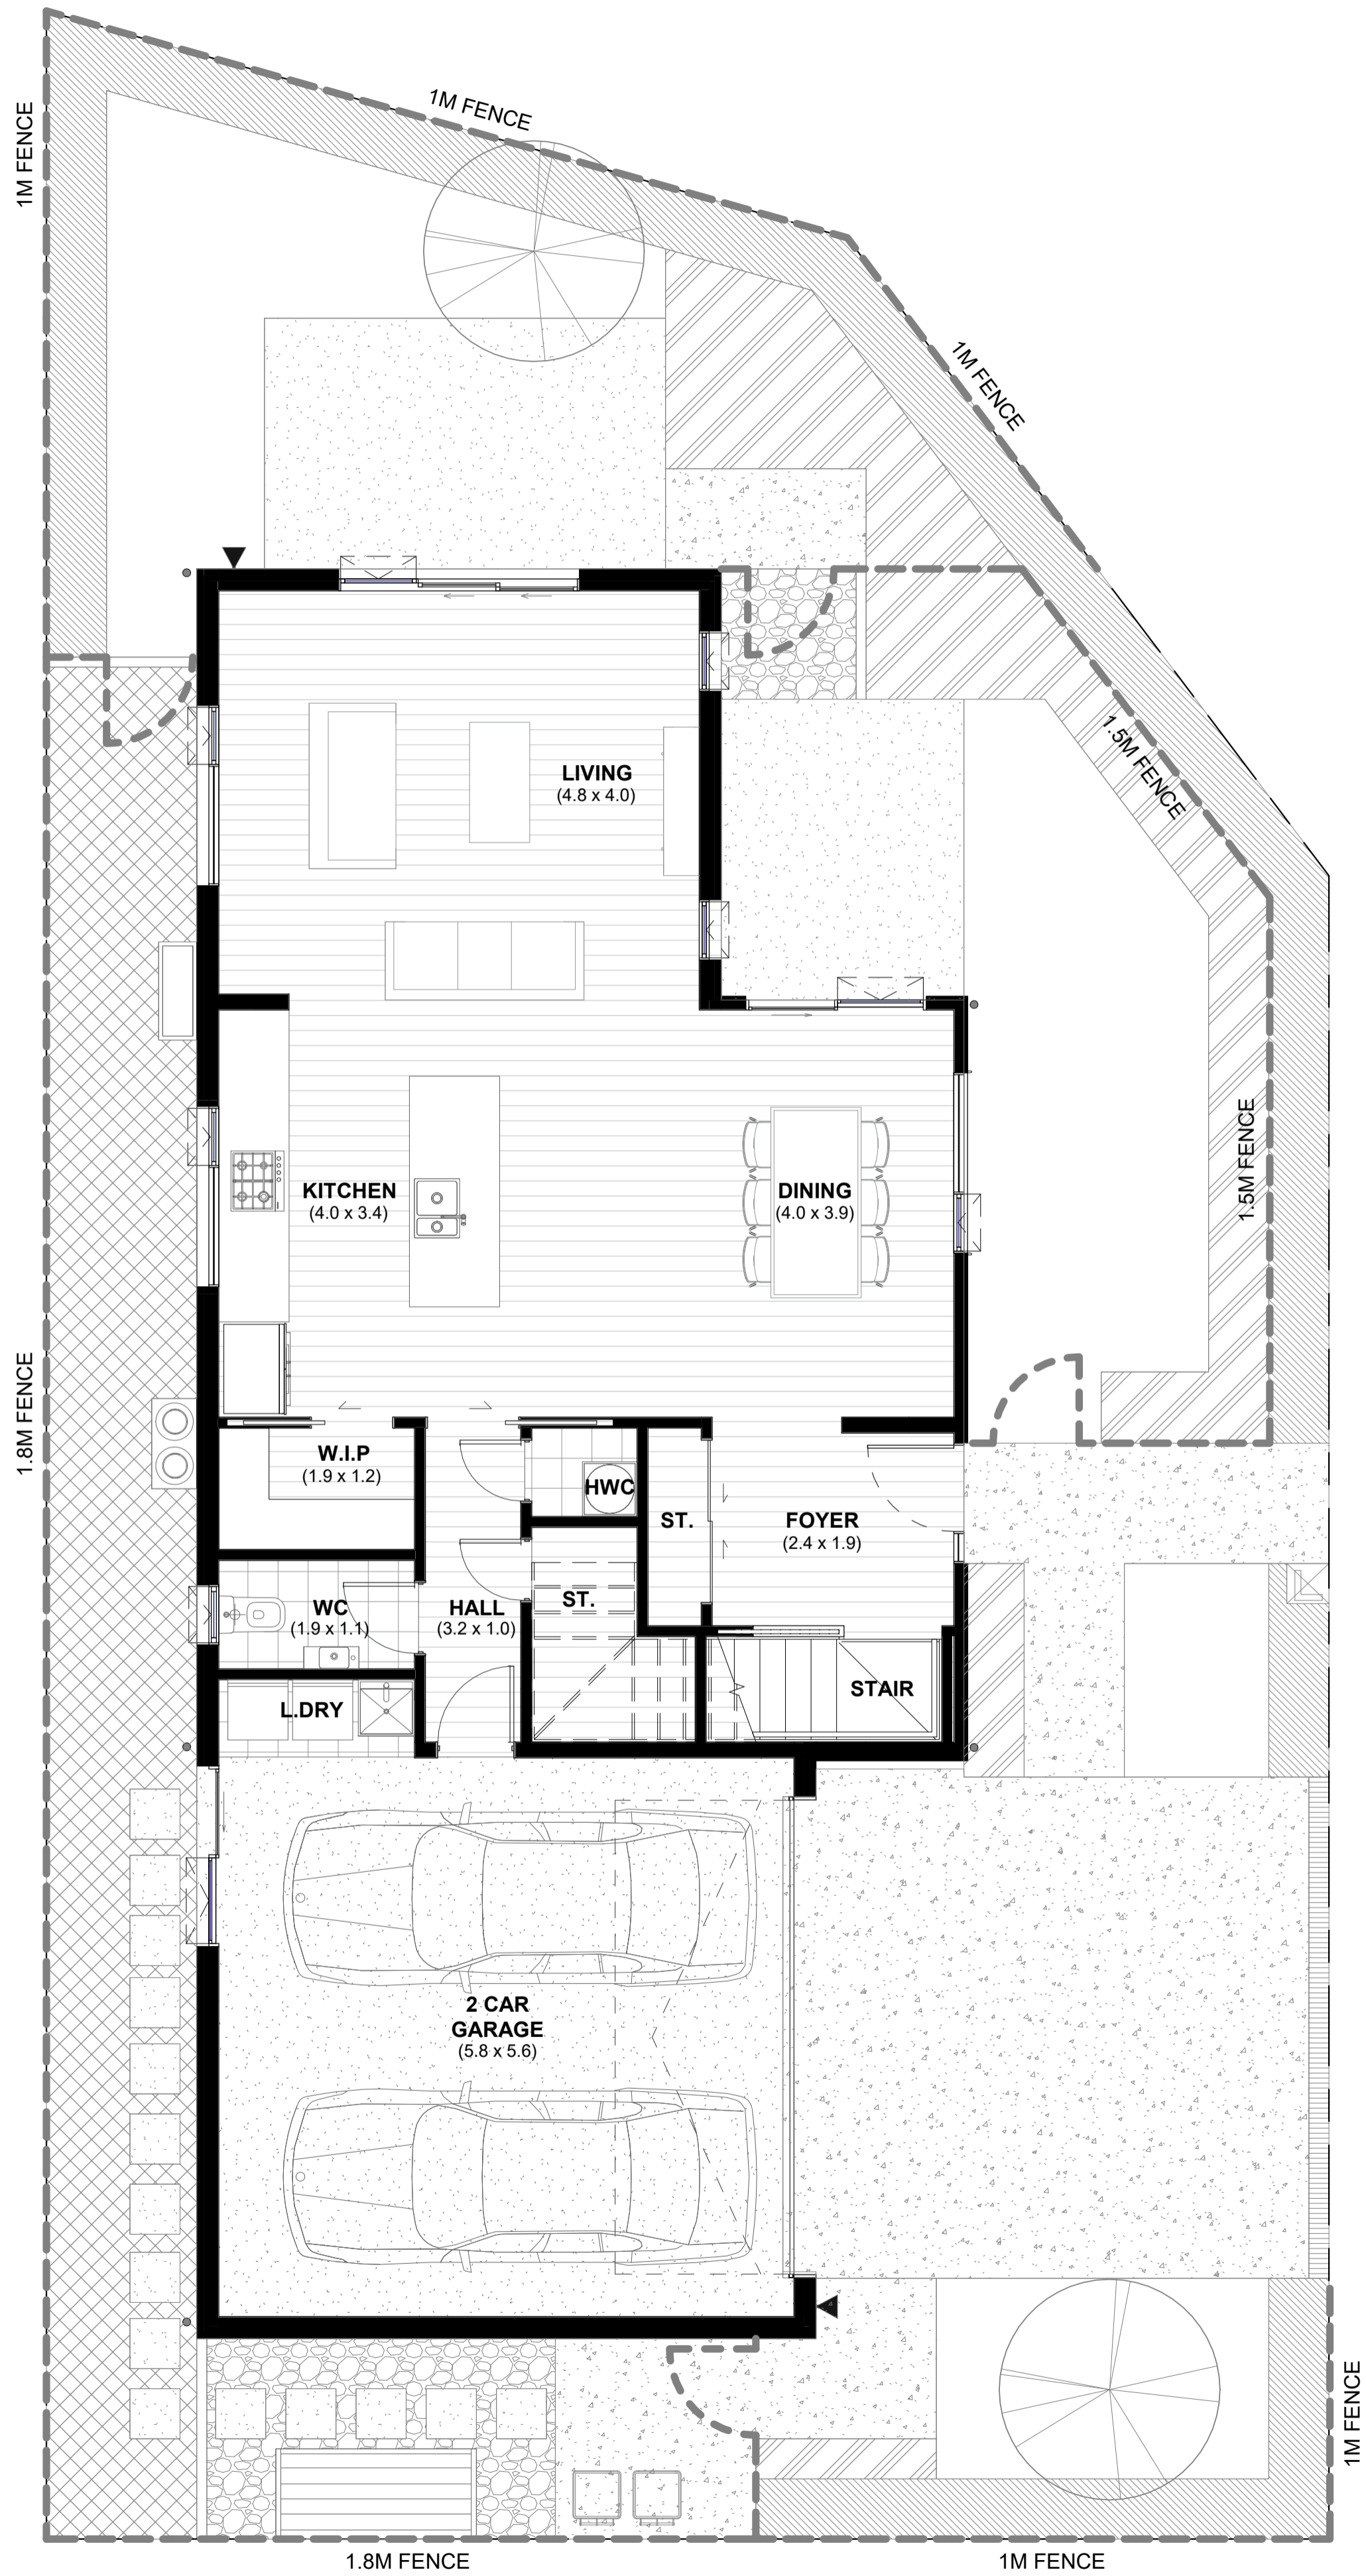 1M FENCE
1M FENCE
1M FENCE
LIVING
(4.8 x 4.0)
1.5M FENCE
1.5M FENCE
KITCHEN
(4.0 x 3.4)
DINING
(4.0 x 3.9)
1.8M FENCE
W.I.P
(1.9 x 1.2)
HWC
ST.
FOYER
(2.4 x 1.9)
WC
(1.9 x 1.1)
HALL
(3.2 x 1.0)
ST.
L.DRY
STAIR
2 CAR
GARAGE
(5.8 x 5.6)
1M FENCE
1.8M FENCE
1M FENCE